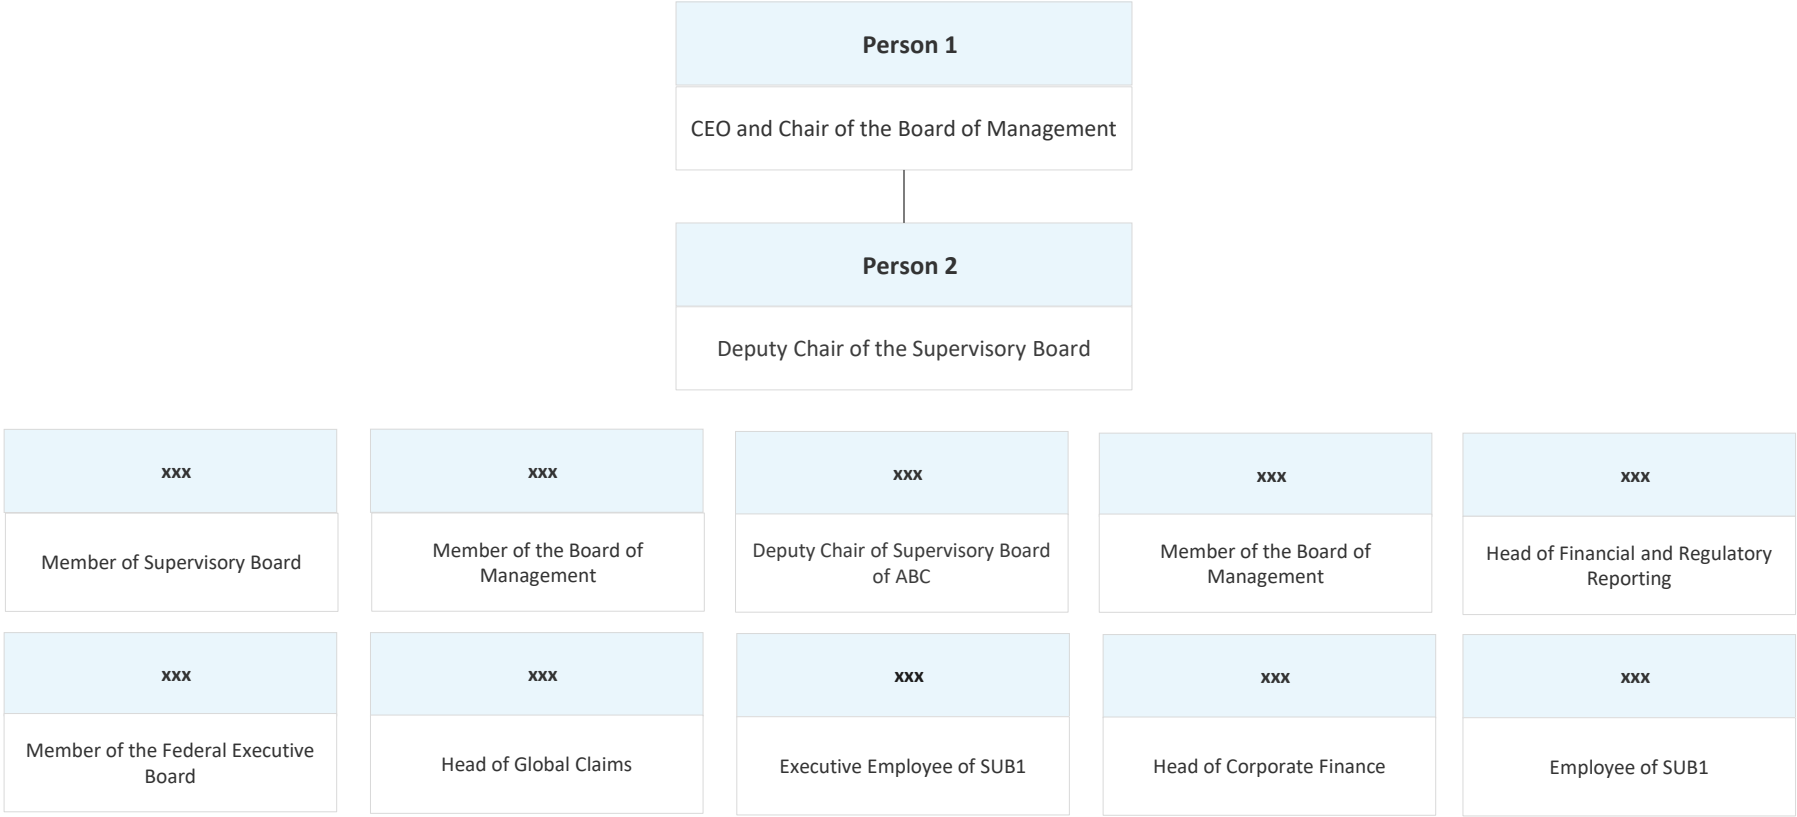 Person 1
CEO and Chair of the Board of Management
Person 2
Deputy Chair of the Supervisory Board
xxx
Member of Supervisory Board
xxx
Member of the Board of
Management
xxx
Deputy Chair of Supervisory Board
of ABC
xxx
Member of the Board of
Management
xxx
Head of Financial and Regulatory
Reporting
xxx
Member of the Federal Executive
Board
xxx
Head of Global Claims
xxx
Executive Employee of SUB1
xxx
Head of Corporate Finance
xxx
Employee of SUB1